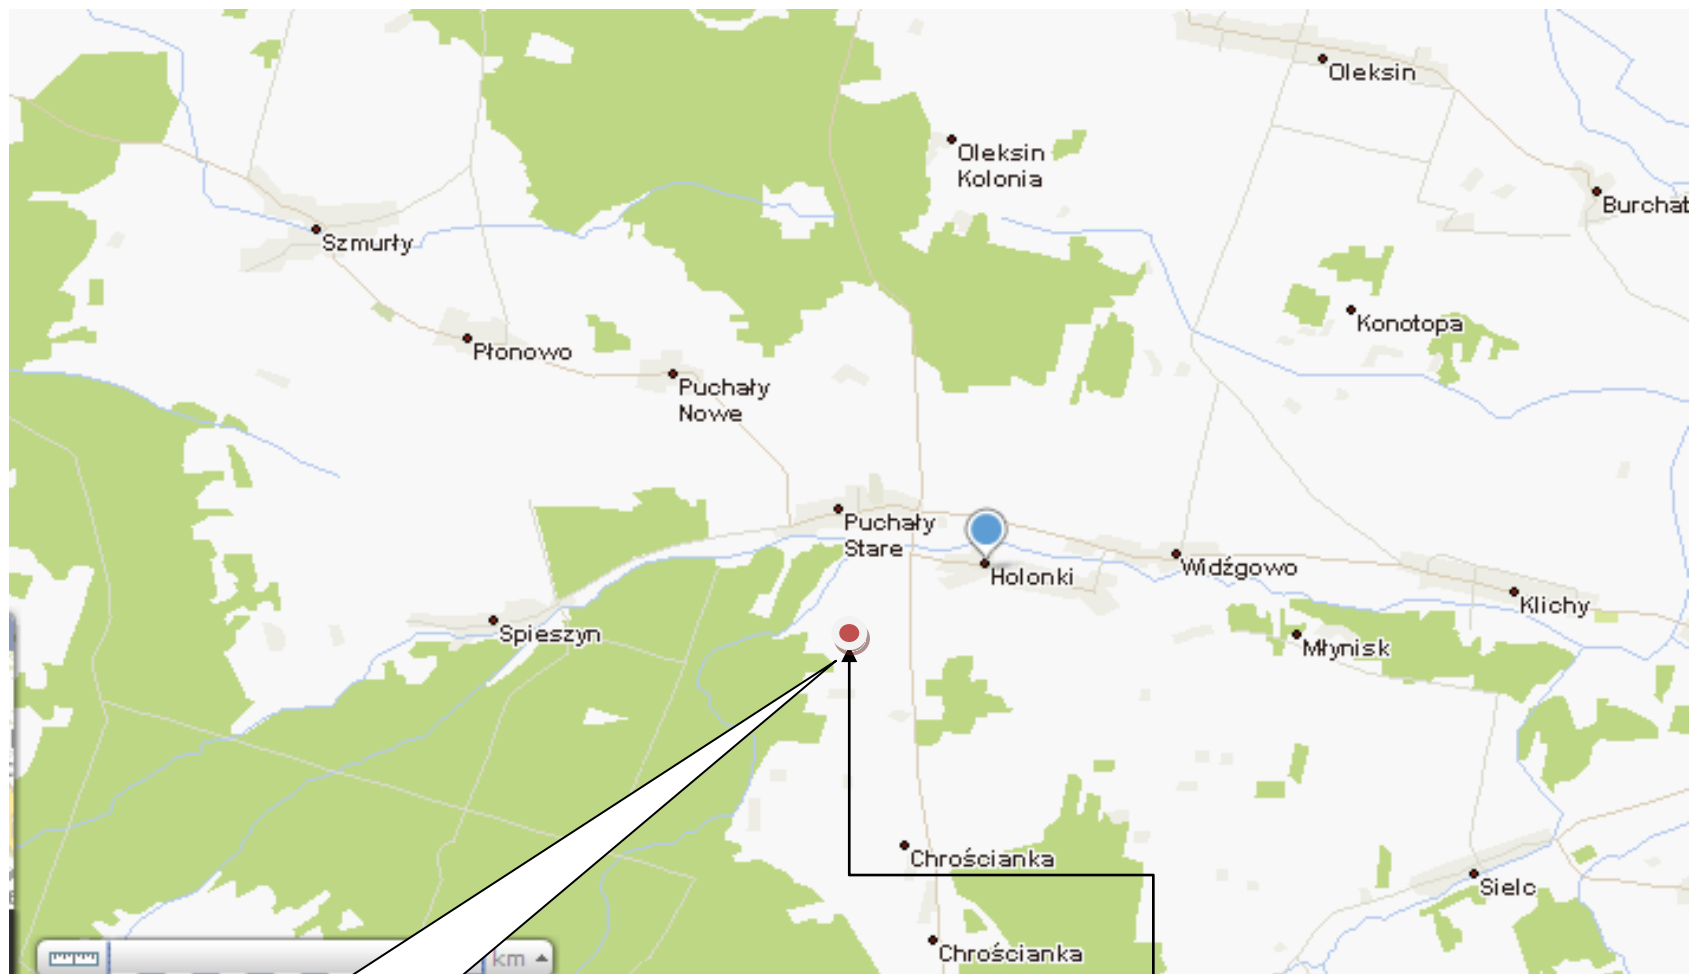 Oleksin
Oleksin
Kolonia
Burchat
Szmurły
Konotopa
Płonowo
Puchały
Nowe
Puchały
Stare
Widźgowo
Holonki
Klichy
Spieszyn
Młynisk
Chrościanka
Sielc
Chrościanka
km